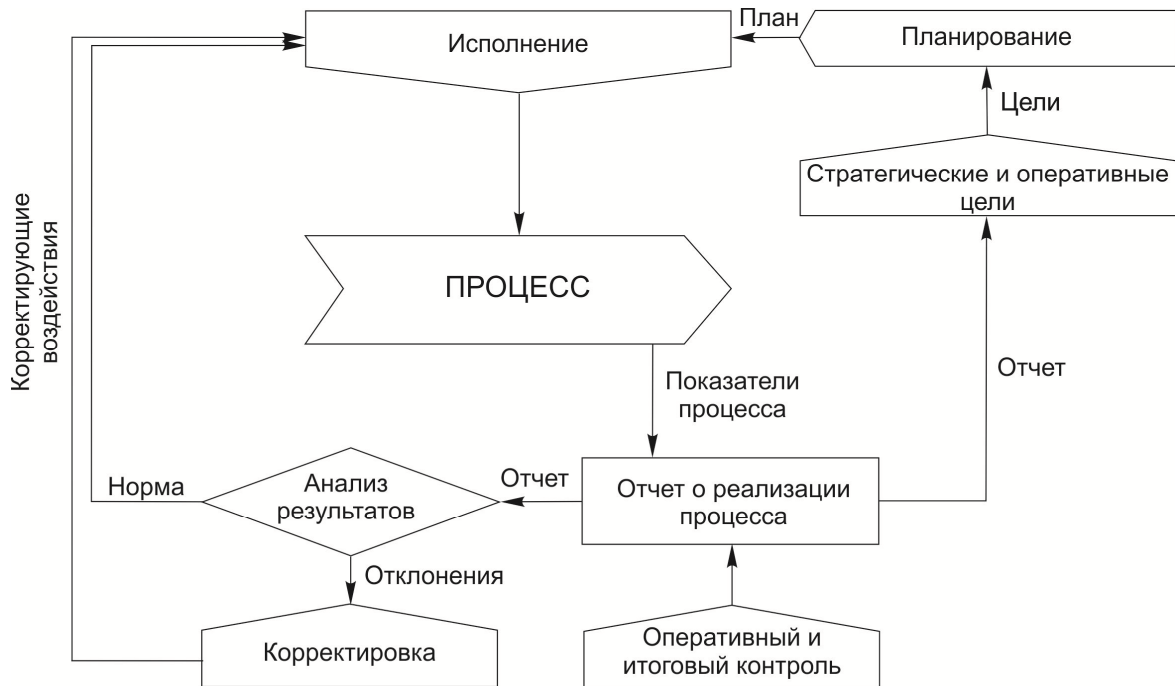 План
Исполнение
Планирование
Цели
Стратегические и оперативные
цели
Корректирующие
воздействия
ПРОЦЕСС
Отчет
Показатели
процесса
Норма
Анализ
результатов
Отчет
Отчет о реализации
процесса
Отклонения
Корректировка
Оперативный и
итоговый контроль